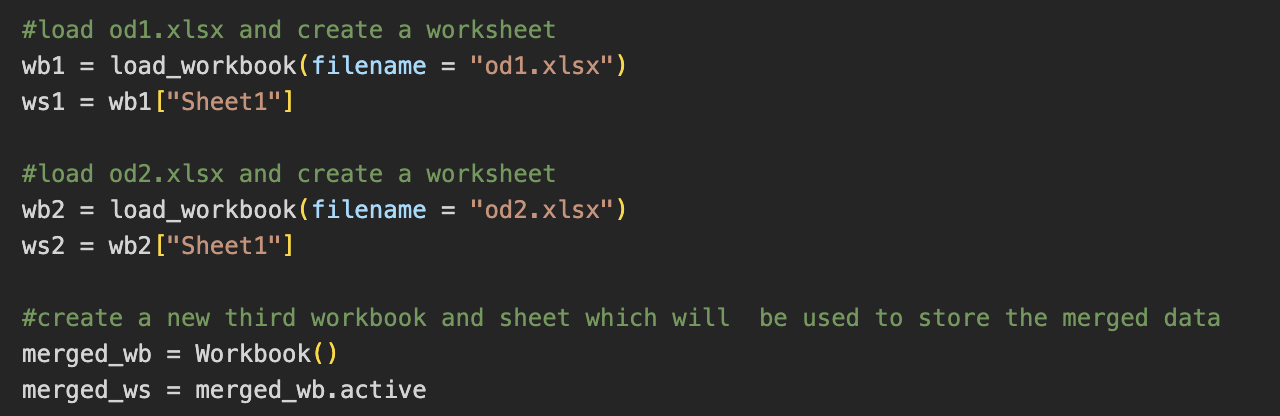 #load od1.xlsx and create a worksheet
wb1 = load_workbook(filename = "od1.xlsx")
ws1 = wb1["Sheet1"]
#load od2.xlsx and create a worksheet
wb2 = load_workbook(filename = "od2.xlsx")
ws2 = wb2["Sheet1"]
#create a new third workbook and sheet which will  be used to store the merged data
merged_wb = Workbook()
merged_ws = merged_wb.active